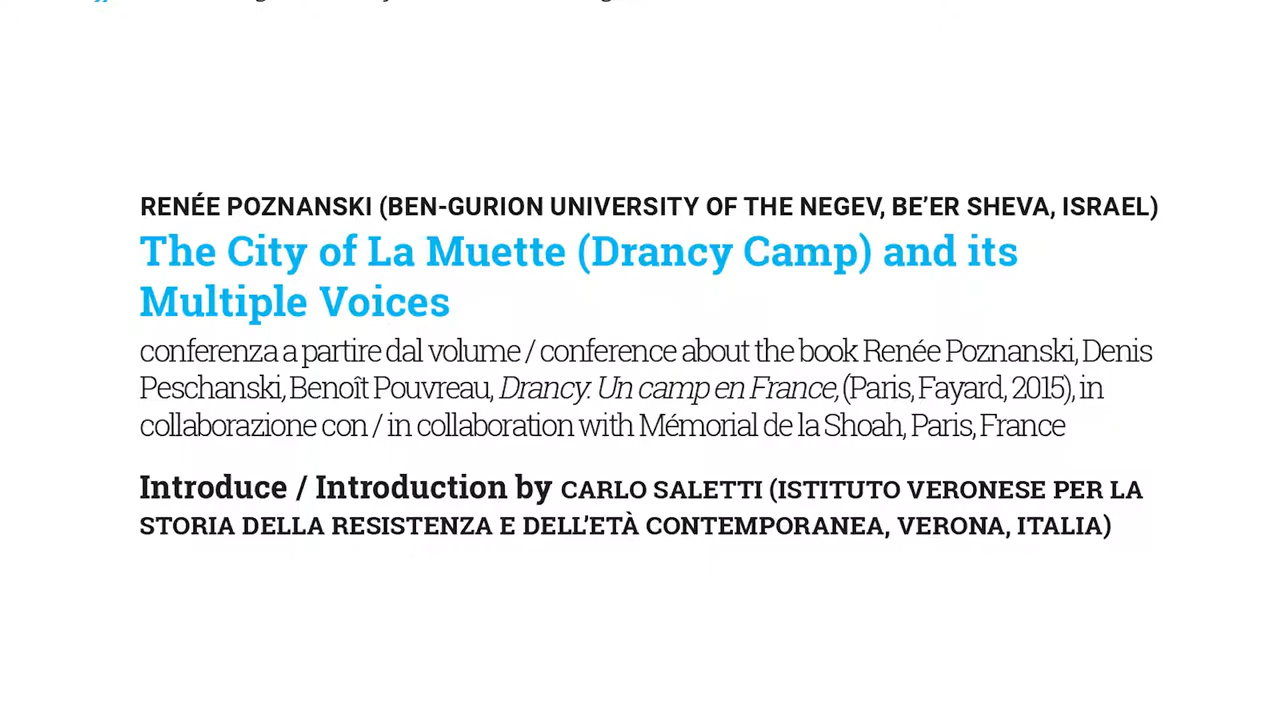 RENÉE POZNANSKI (BEN-GURION UNIVERSITY OF THE NEGEV, BE’ER SHEVA, ISRAEL)
The City of La Muette (Drancy Camp) and its
Multiple Voices
conferenza a partire dal volume / conference about the book Renée Poznanski, Denis
Peschanski, Benoît Pouvreau, Drancy. Un camp en France, (Paris, Fayard, 2015), in
collaborazione con / in collaboration with Mémorial de la Shoah, Paris, France
Introduce / Introduction by CARLO SALETTI (ISTITUTO VERONESE PER LA
STORIA DELLA RESISTENZA E DELL’ETÀ CONTEMPORANEA, VERONA, ITALIA)